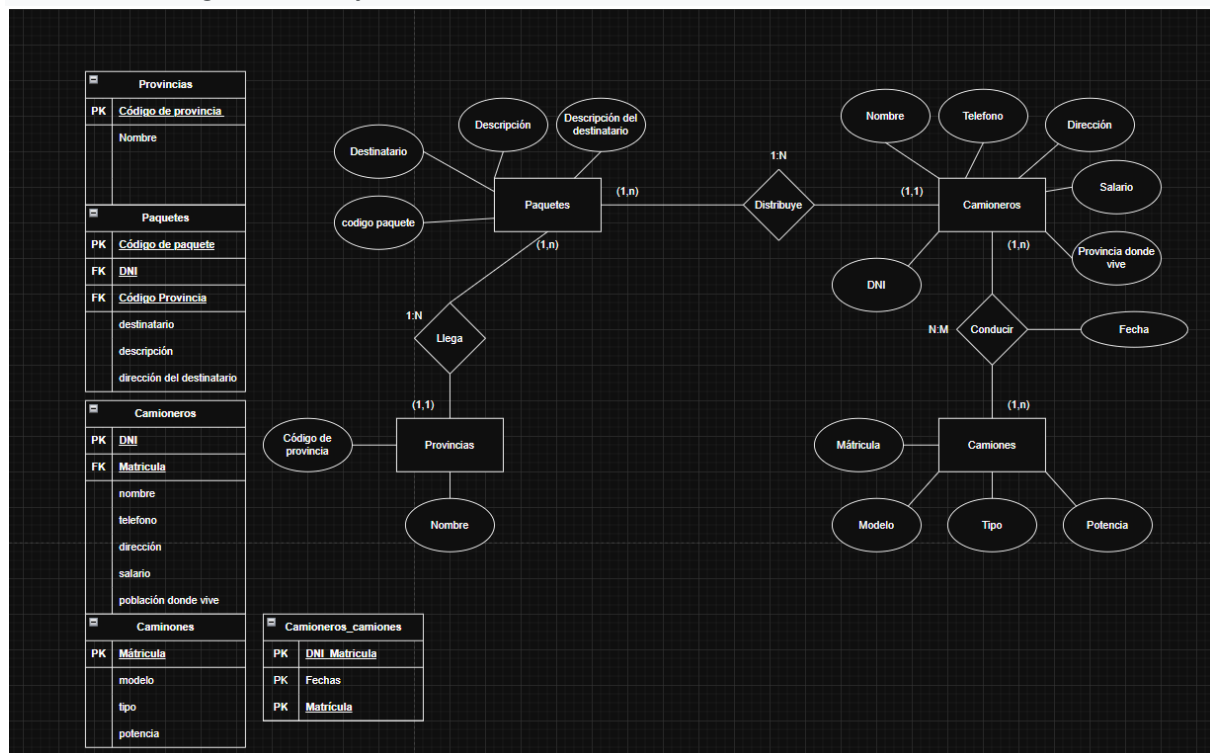 Provincias
PK Código de provincia
Nombre
Paquetes
PK Código de paquete
FK DNI
FK Código Provincia
destinatario
descripción
dirección del destinatario
Camioneros
PK DNI
FK Matricula
nombre
telefono
dirección
salario
población donde vive
Caminones
PK Mátricula
modelo
tipo
potencia
Camioneros_camiones
PK DNI_Matricula
PK Fechas
PK Matrícula
Destinatario
Descripción
Descripción del
destinatario
codigo paquete
Paquetes
(1,n)
(1,n)
1:N
Distribuye
(1,1)
Nombre
Telefono
Dirección
Salario
Camioneros
(1,n)
Provincia donde
vive
DNI
1:N
Llega
(1,1)
Código de
provincia
Provincias
Nombre
N:M
Conducir
Fecha
(1,n)
Mátricula
Camiones
Modelo
Tipo
Potencia